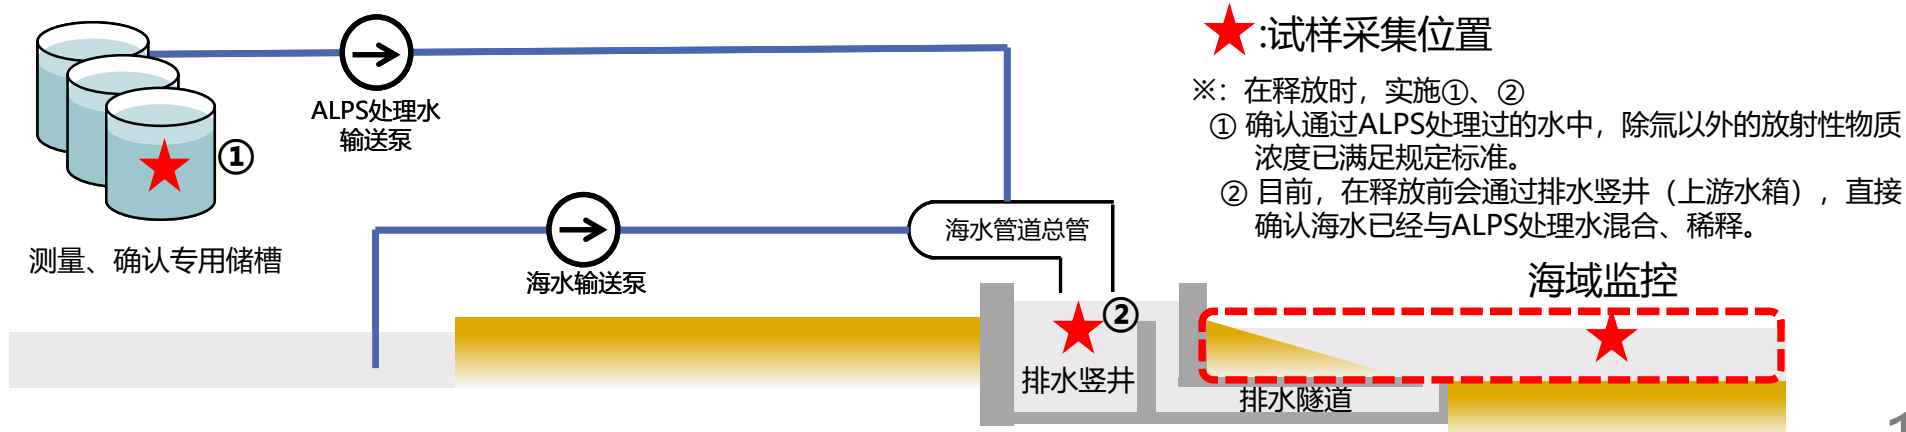 ①
测量、确认专用储槽
ALPS处理水
输送泵
海水输送泵
海水管道总管
②
排水竖井
排水隧道
★:试样采集位置
※：在释放时，实施①、②
① 确认通过ALPS处理过的水中，除氚以外的放射性物质
浓度已满足规定标准。
② 目前，在释放前会通过排水竖井（上游水箱），直接
确认海水已经与ALPS处理水混合、稀释。
海域监控